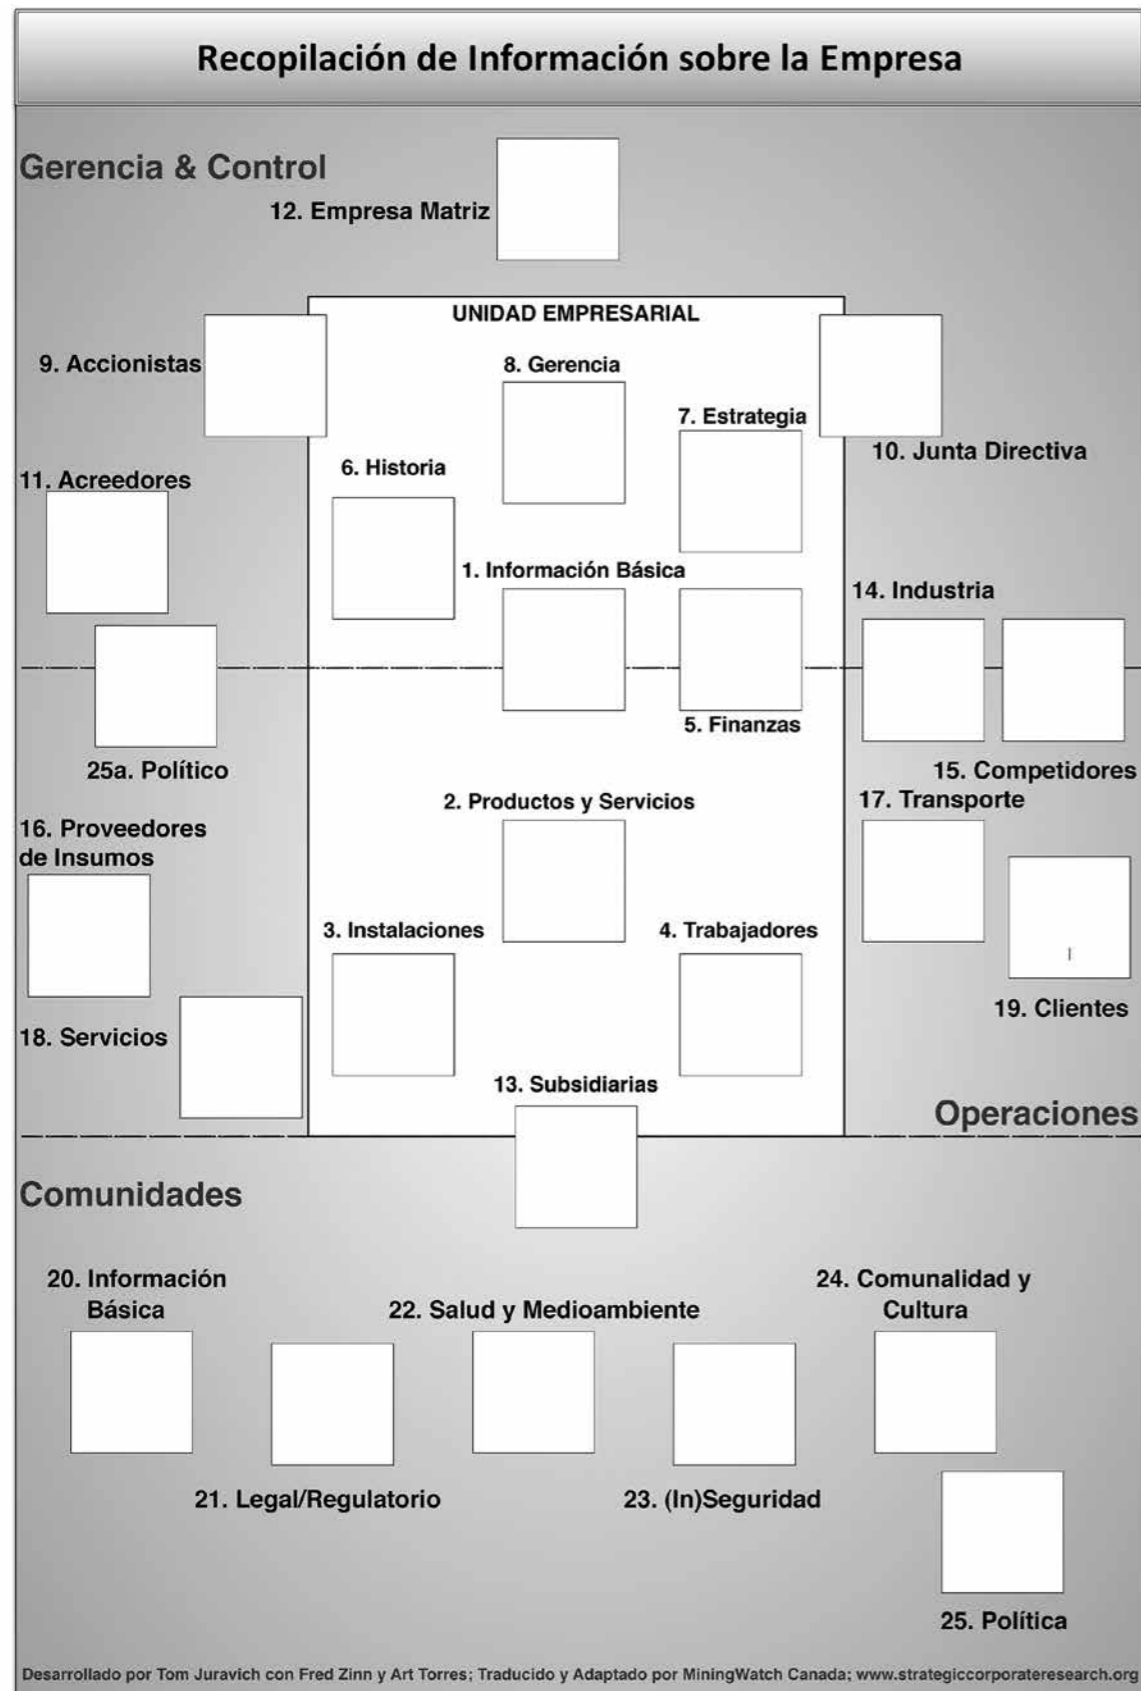 Recopilación de Información sobre la Empresa
Gerencia & Control
12. Empresa Matriz
UNIDAD EMPRESARIAL
9. Accionistas
8. Gerencia
7. Estrategia
10. Junta Directiva
6. Historia
11. Acreedores
1. Información Básica
14. Industria
5. Finanzas
25a. Político
15. Competidores
2. Productos y Servicios
17. Transporte
16. Proveedores
de Insumos
3. Instalaciones
4. Trabajadores
19. Clientes
18. Servicios
13. Subsidiarias
Operaciones
Comunidades
20. Información
Básica
22. Salud y Medioambiente
24. Comunalidad y
Cultura
21. Legal/Regulatorio
23. (In)Seguridad
25. Política
Desarrollado por Tom Juravich con Fred Zinn y Art Torres; Traducido y Adaptado por MiningWatch Canada; www.strategiccorporateresearch.org